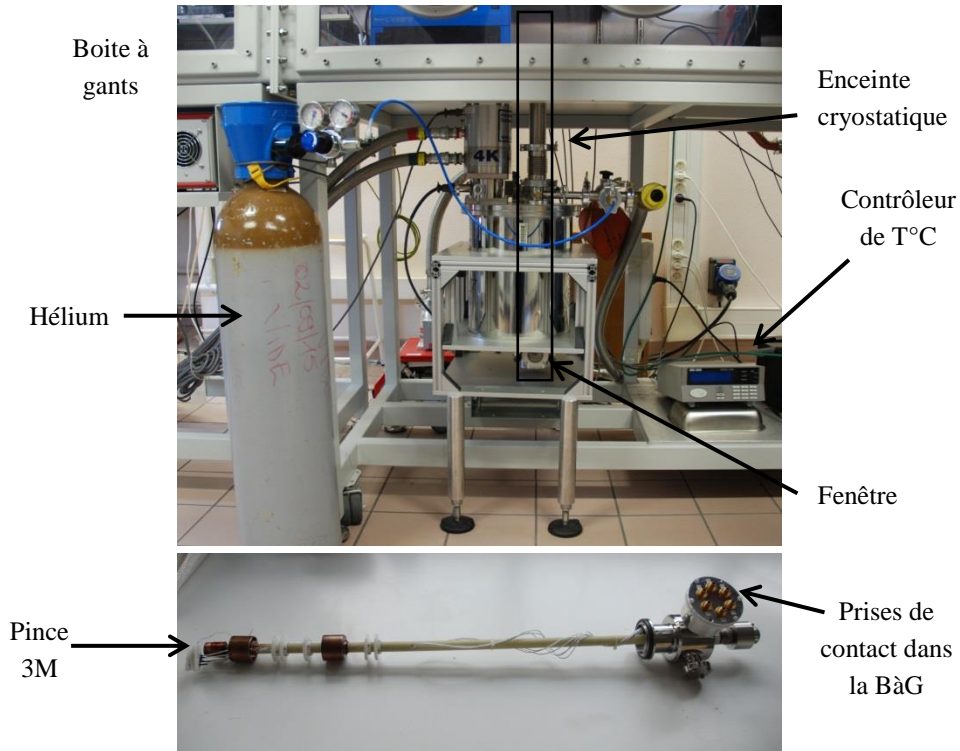 Boite à
gants
Enceinte
cryostatique
4K
Contrôleur
de T°C
Hélium
Fenêtre
Pince
3M
Prises de
contact dans
la BàG